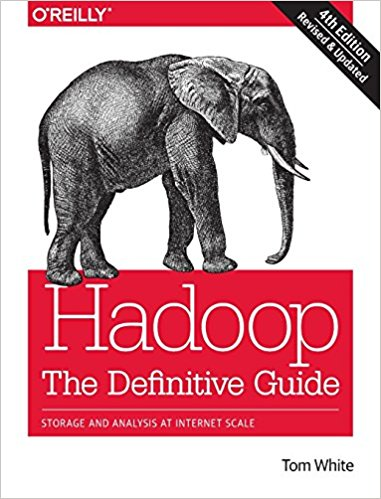 O'REILLY®
4th Edition
Revised & Updated
Hadoop
The Definitive Guide
STORAGE AND ANALYSIS AT INTERNET SCALE
Tom White